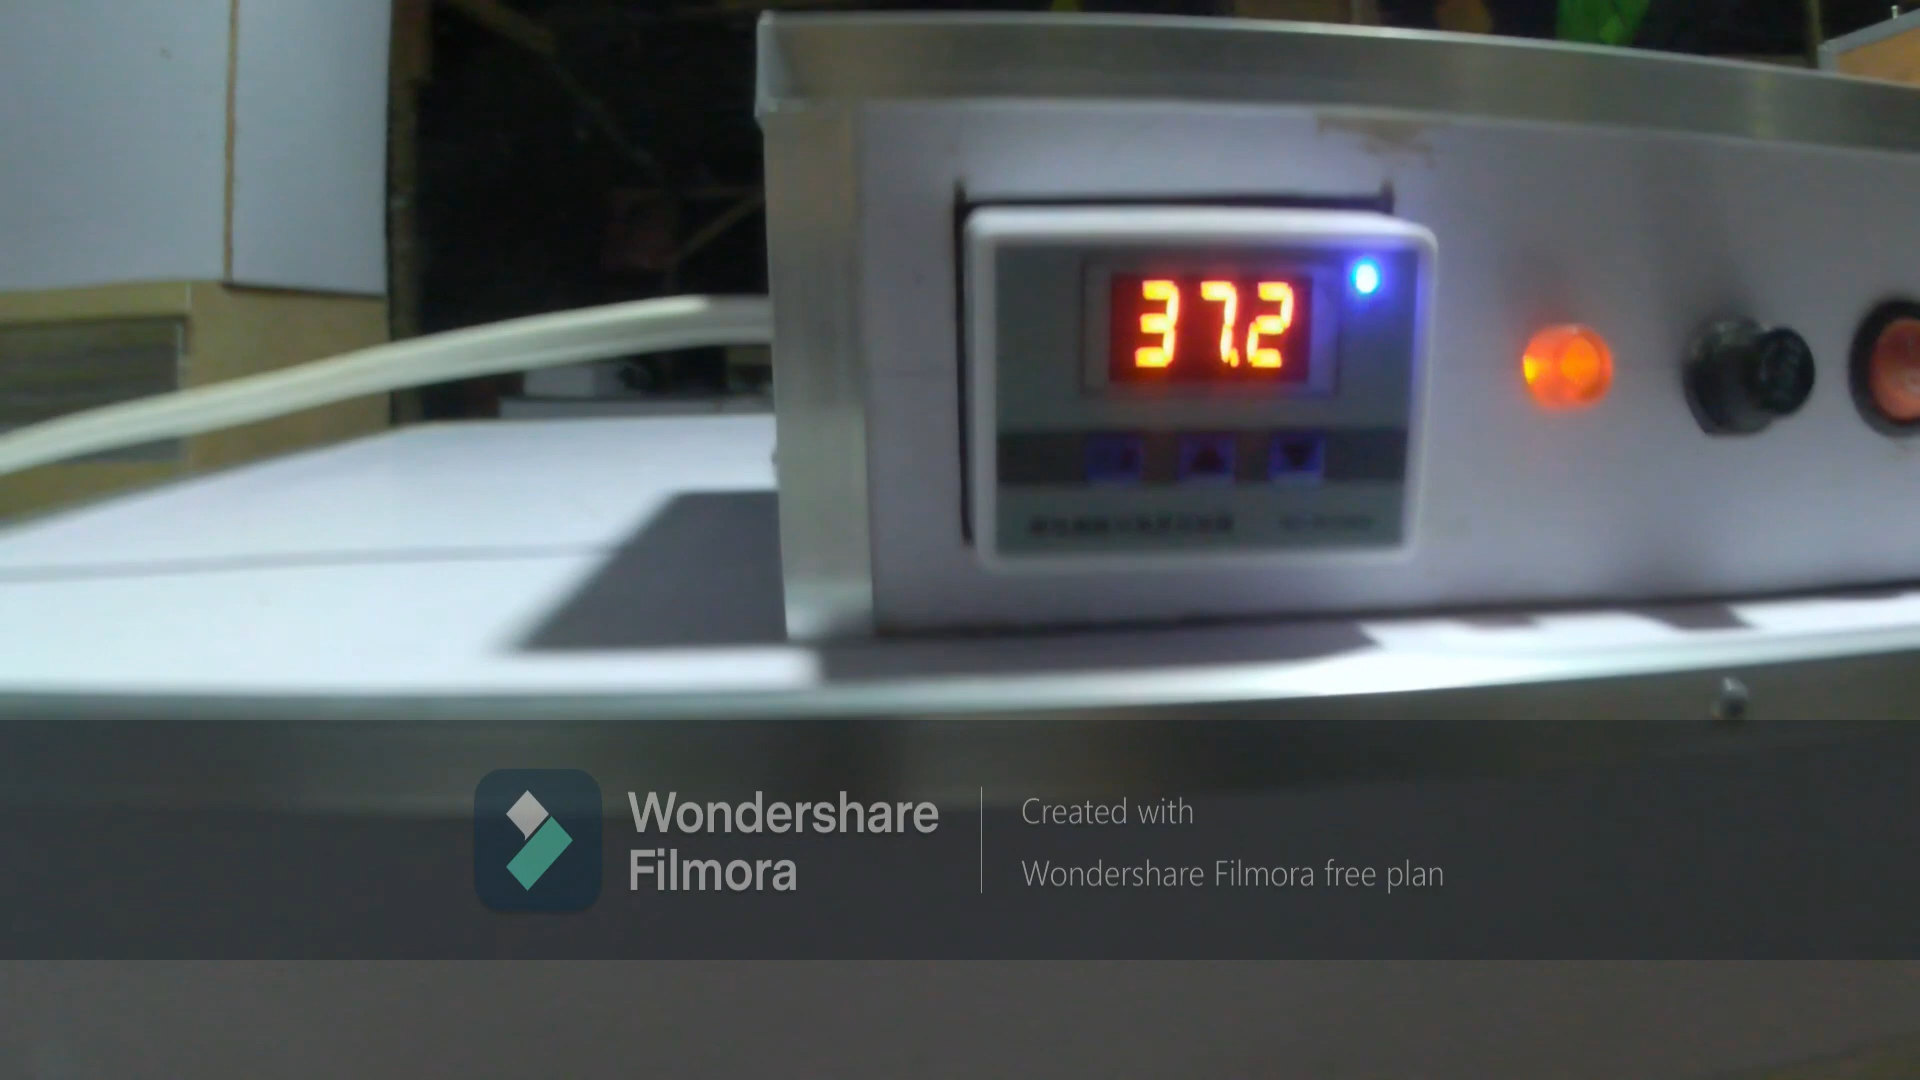 37.2
Wondershare
Filmora
Created with
Wondershare Filmora free plan